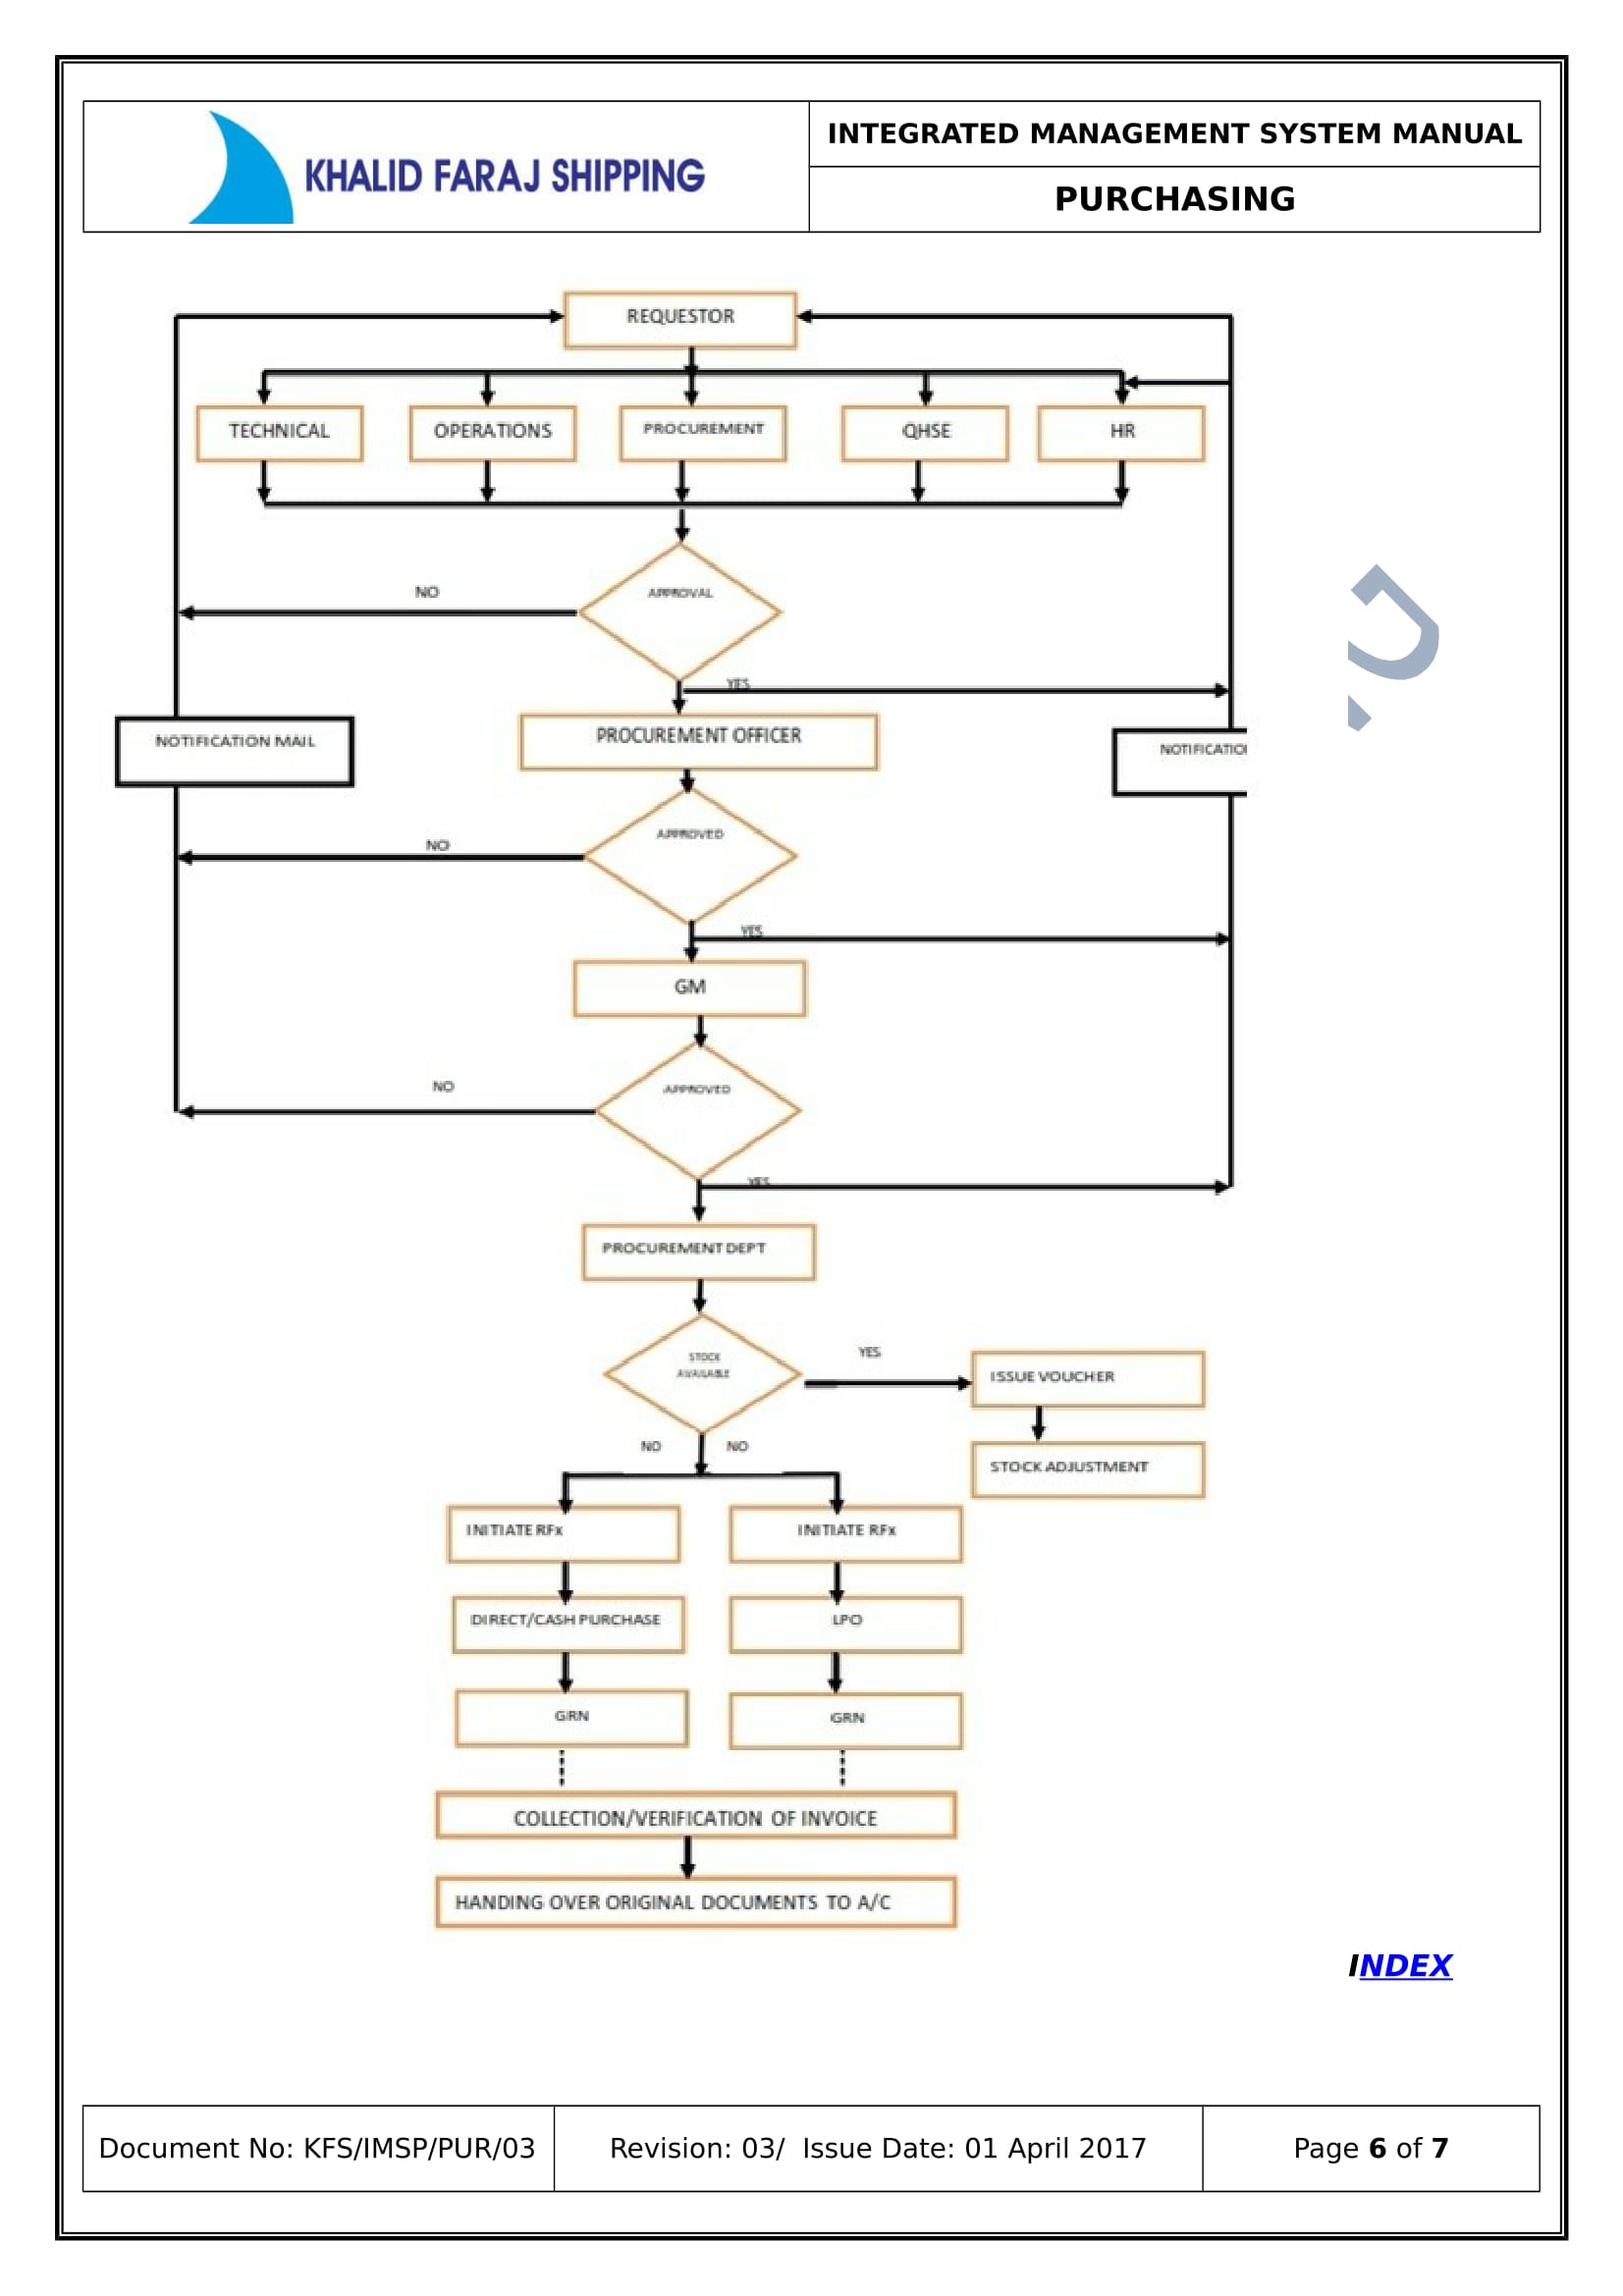 KHALID FARAJ SHIPPING
INTEGRATED MANAGEMENT SYSTEM MANUAL
PURCHASING
REQUESTOR
TECHNICAL
OPERATIONS
PROCUREMENT
QHSE
HR
APPROVAL
NO
YES
PROCUREMENT OFFICER
NOTIFICATION MAIL
NOTIFICATIO
APPROVED
NO
YES
GM
APPROVED
NO
YES
PROCUREMENT DEPT
STOCK
AVAILABLE
YES
ISSUE VOUCHER
STOCK ADJUSTMENT
NO
NO
INITIATE RFx
INITIATE RFx
DIRECT/CASH PURCHASE
LPO
GRN
GRN
COLLECTION/VERIFICATION OF INVOICE
HANDING OVER ORIGINAL DOCUMENTS TO A/C
INDEX
Document No: KFS/IMSP/PUR/03
Revision: 03/ Issue Date: 01 April 2017
Page 6 of 7